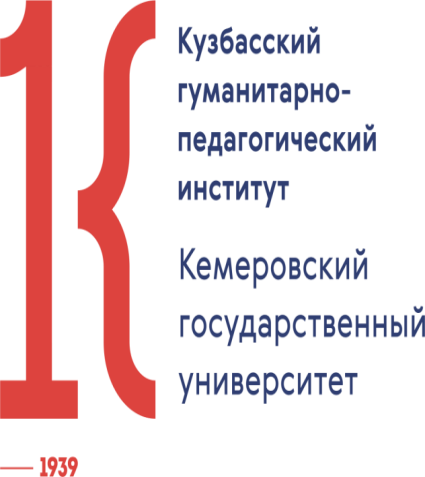 Кузбасский
гуманитарно-
педагогический
институт
Кемеровский
государственный
университет
1939